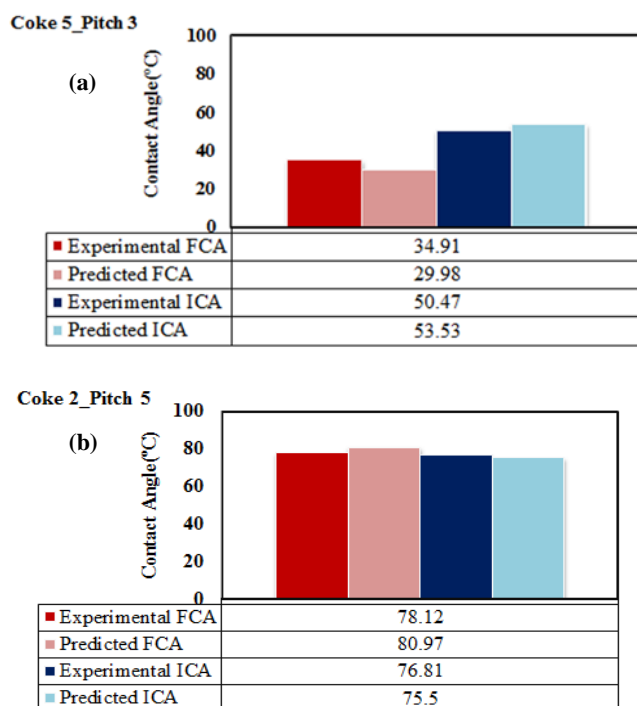 Coke 5_Pitch 3
(a)
Contact Angle(°C)
100
80
60
40
20
0
Experimental FCA 34.91
Predicted FCA 29.98
Experimental ICA 50.47
Predicted ICA 53.53
Coke 2_Pitch 5
(b)
Contact Angle(°C)
100
80
60
40
20
0
Experimental FCA 78.12
Predicted FCA 80.97
Experimental ICA 76.81
Predicted ICA 75.5